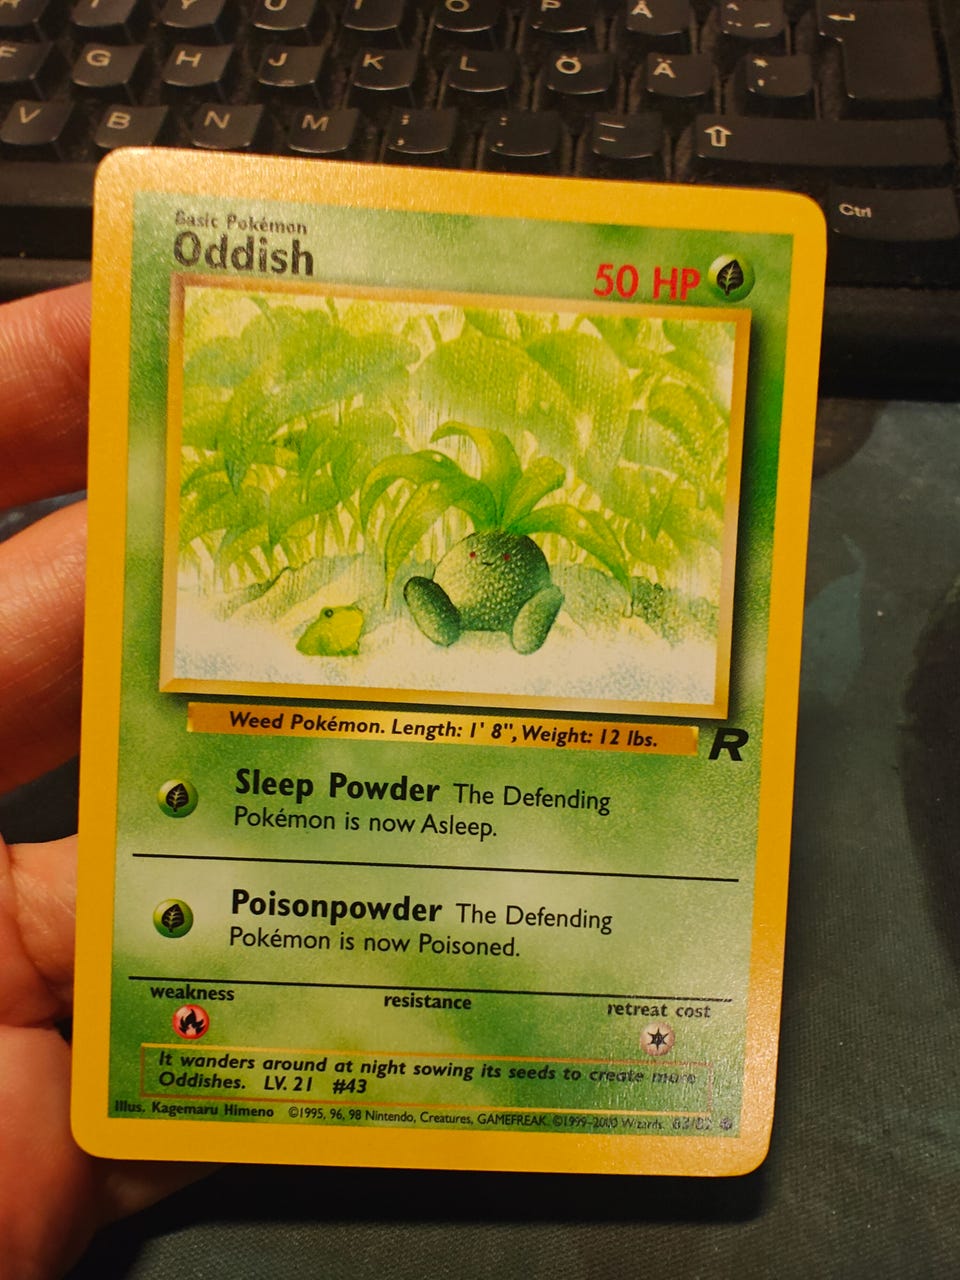 R T Y U I O P Å ^¨~
F G H J K L Ö Ä *'
V B N M ; , : . _ -
Ctrl
Basic Pokémon
Oddish
50 HP
Weed Pokémon. Length: 1' 8", Weight: 12 lbs.
R
Sleep Powder The Defending
Pokémon is now Asleep.
Poisonpowder The Defending
Pokémon is now Poisoned.
weakness resistance retreat cost
It wanders around at night sowing its seeds to create more
Oddishes. LV. 21 #43
Illus. Kagemaru Himeno ©1995, 96, 98 Nintendo, Creatures, GAMEFREAK. ©1999-2000 Wizards. 63/82